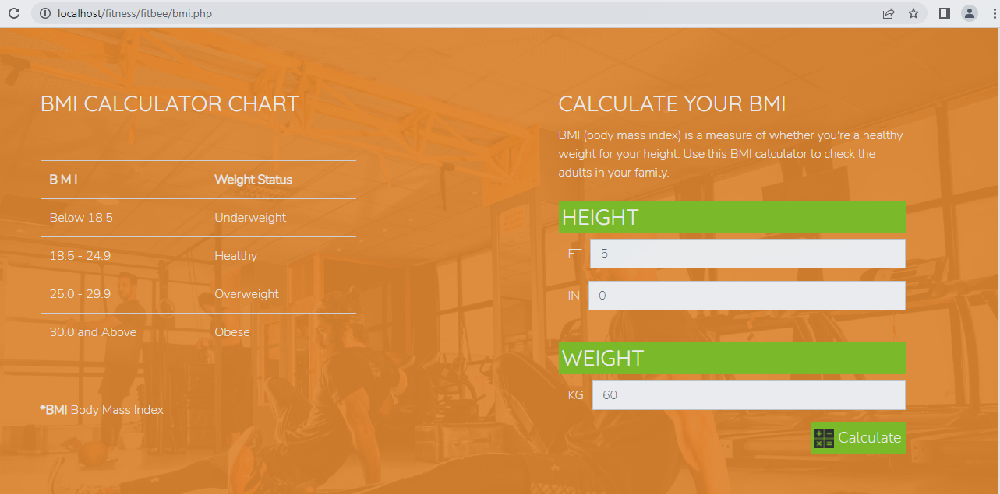 localhost/fitness/fitbee/bmi.php
BMI CALCULATOR CHART
B M I Weight Status
Below 18.5 Underweight
18.5 - 24.9 Healthy
25.0 - 29.9 Overweight
30.0 and Above Obese
*BMI Body Mass Index
CALCULATE YOUR BMI
BMI (body mass index) is a measure of whether you're a healthy
weight for your height. Use this BMI calculator to check the
adults in your family.
HEIGHT
FT 5
IN 0
WEIGHT
KG 60
Calculate